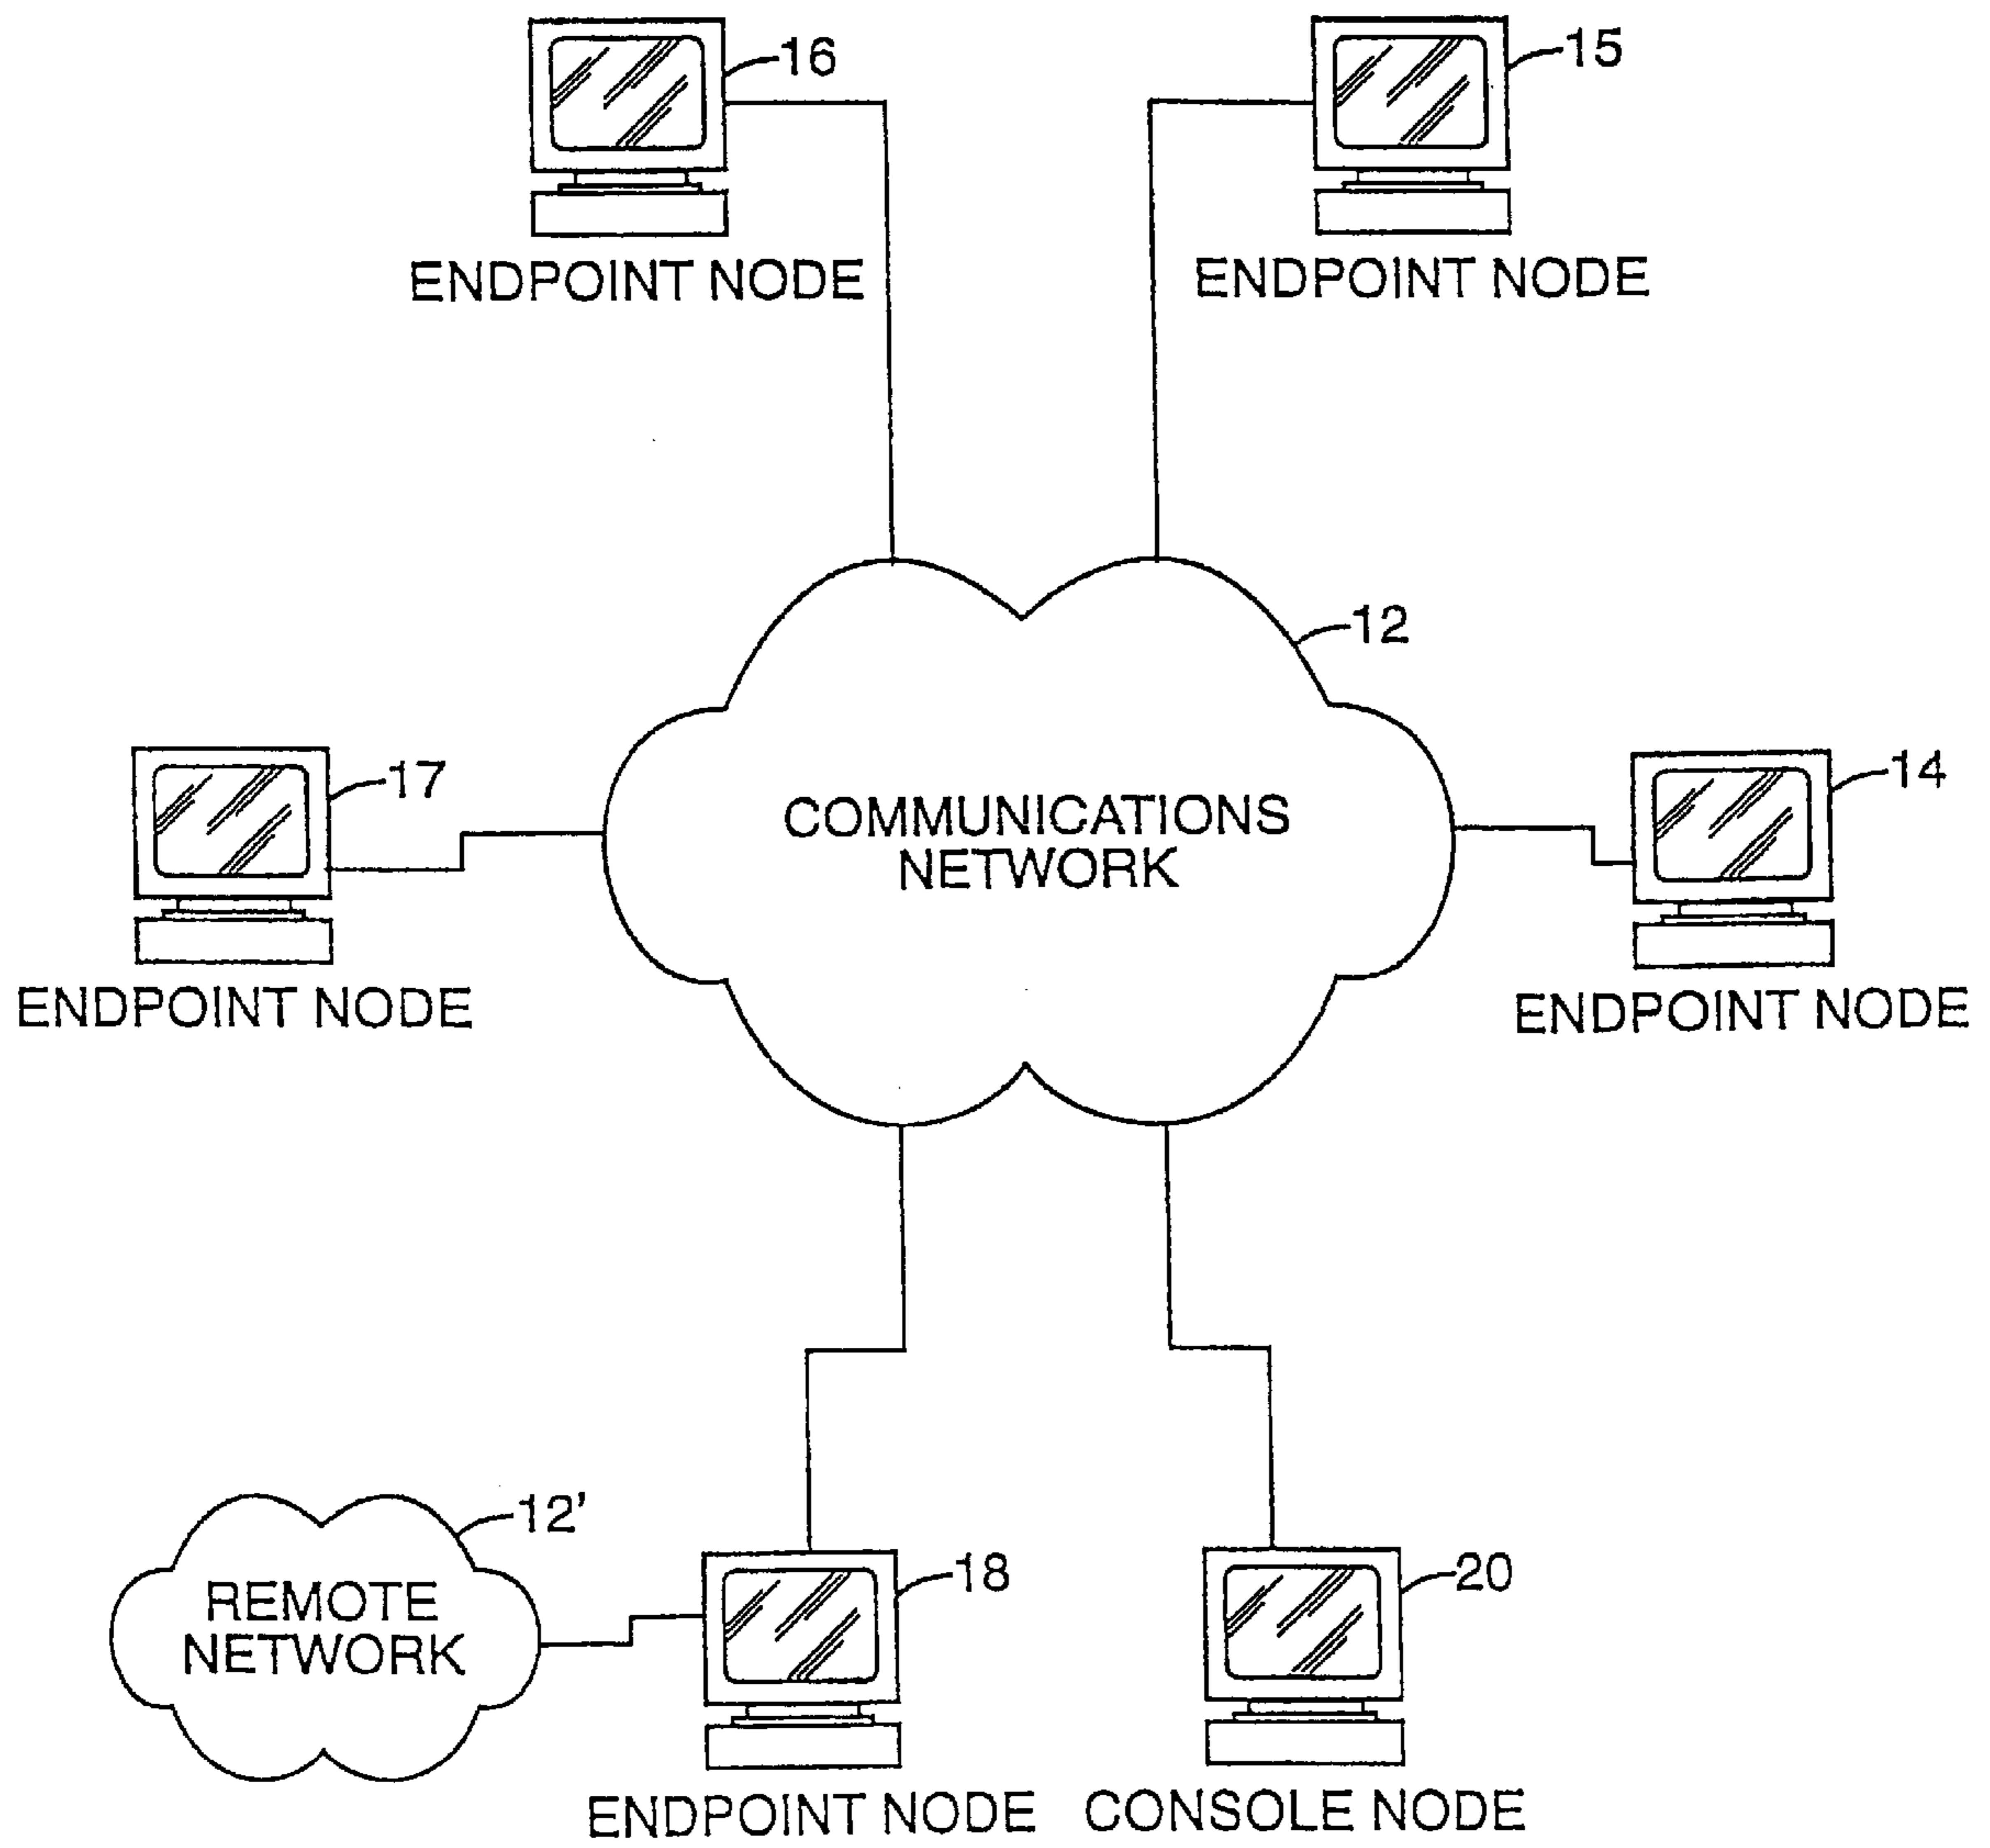 16
15
ENDPOINT NODE
ENDPOINT NODE
12
17
14
COMMUNICATIONS
NETWORK
ENDPOINT NODE
ENDPOINT NODE
12'
18
20
REMOTE
NETWORK
ENDPOINT NODE
CONSOLE NODE